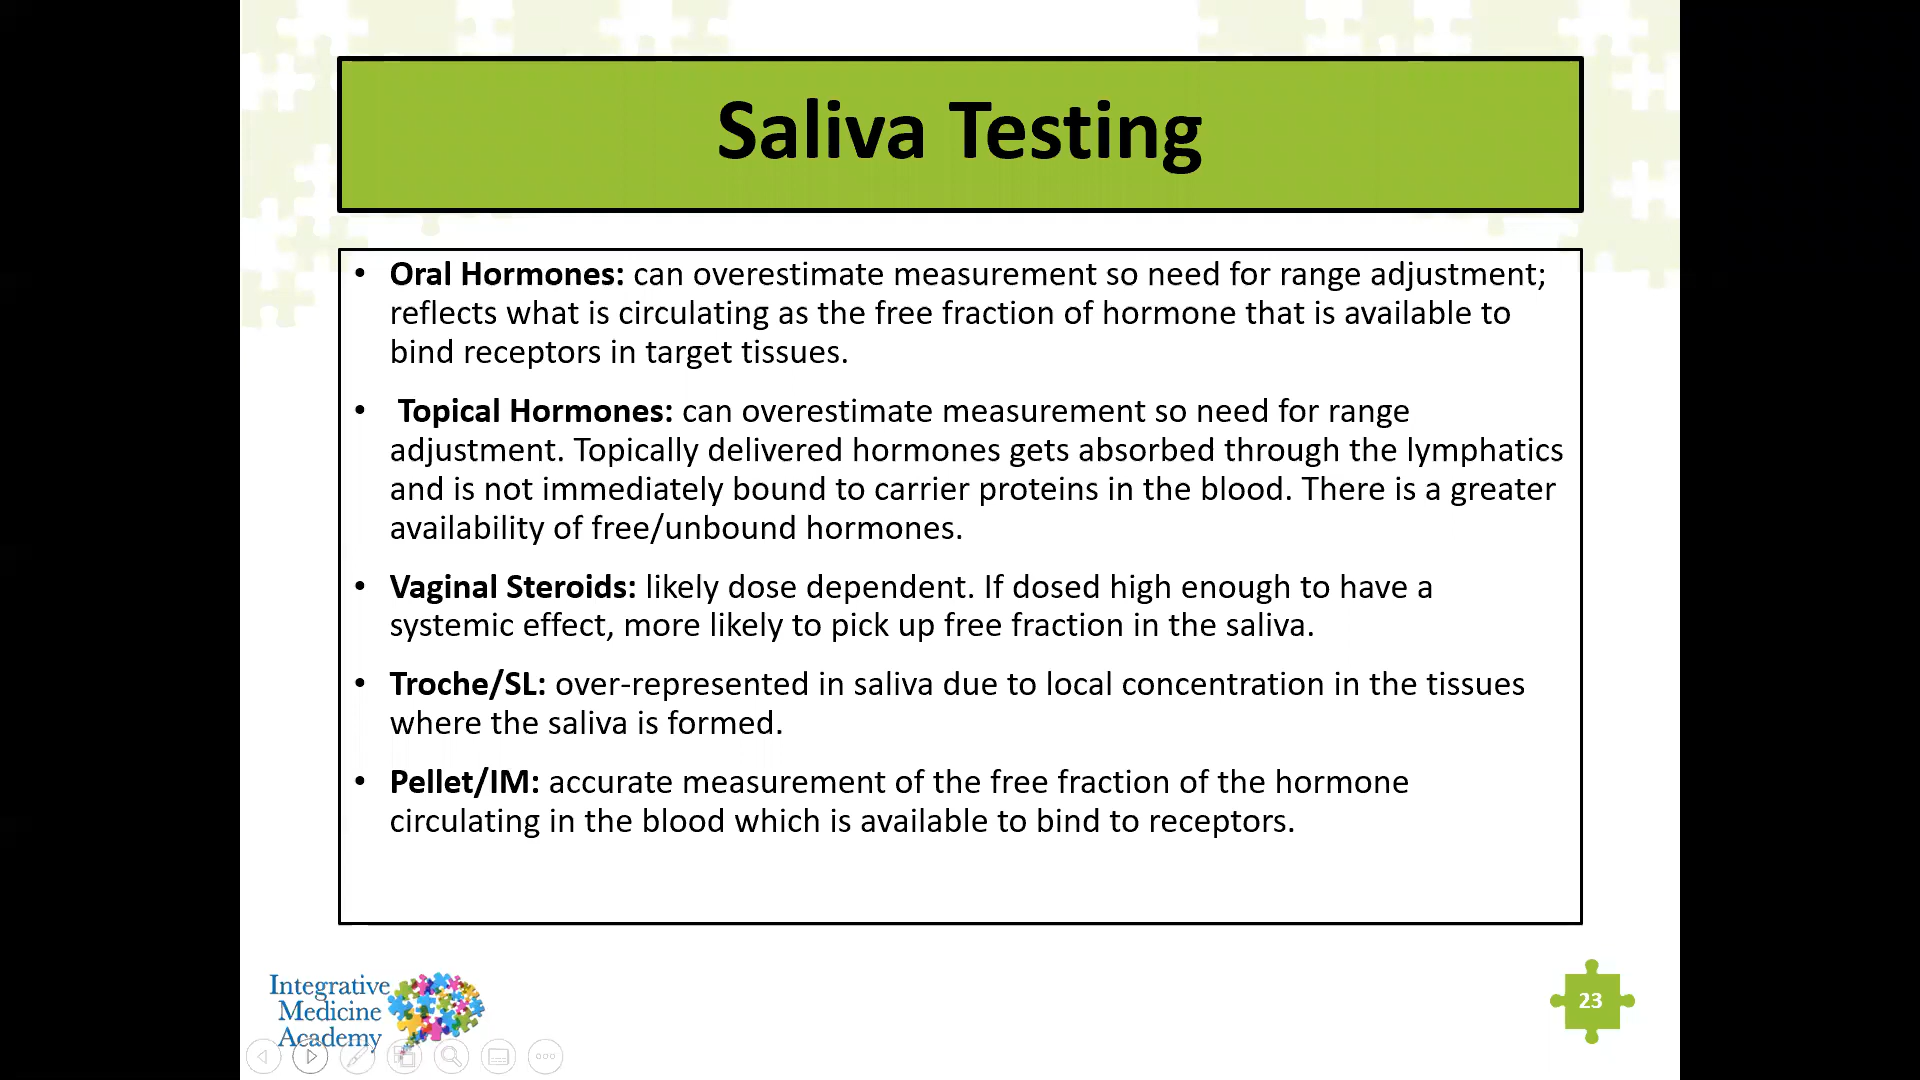 Saliva Testing
• Oral Hormones: can overestimate measurement so need for range adjustment;
reflects what is circulating as the free fraction of hormone that is available to
bind receptors in target tissues.
• Topical Hormones: can overestimate measurement so need for range
adjustment. Topically delivered hormones gets absorbed through the lymphatics
and is not immediately bound to carrier proteins in the blood. There is a greater
availability of free/unbound hormones.
• Vaginal Steroids: likely dose dependent. If dosed high enough to have a
systemic effect, more likely to pick up free fraction in the saliva.
• Troche/SL: over-represented in saliva due to local concentration in the tissues
where the saliva is formed.
• Pellet/IM: accurate measurement of the free fraction of the hormone
circulating in the blood which is available to bind to receptors.
Integrative
Medicine
Academy
23